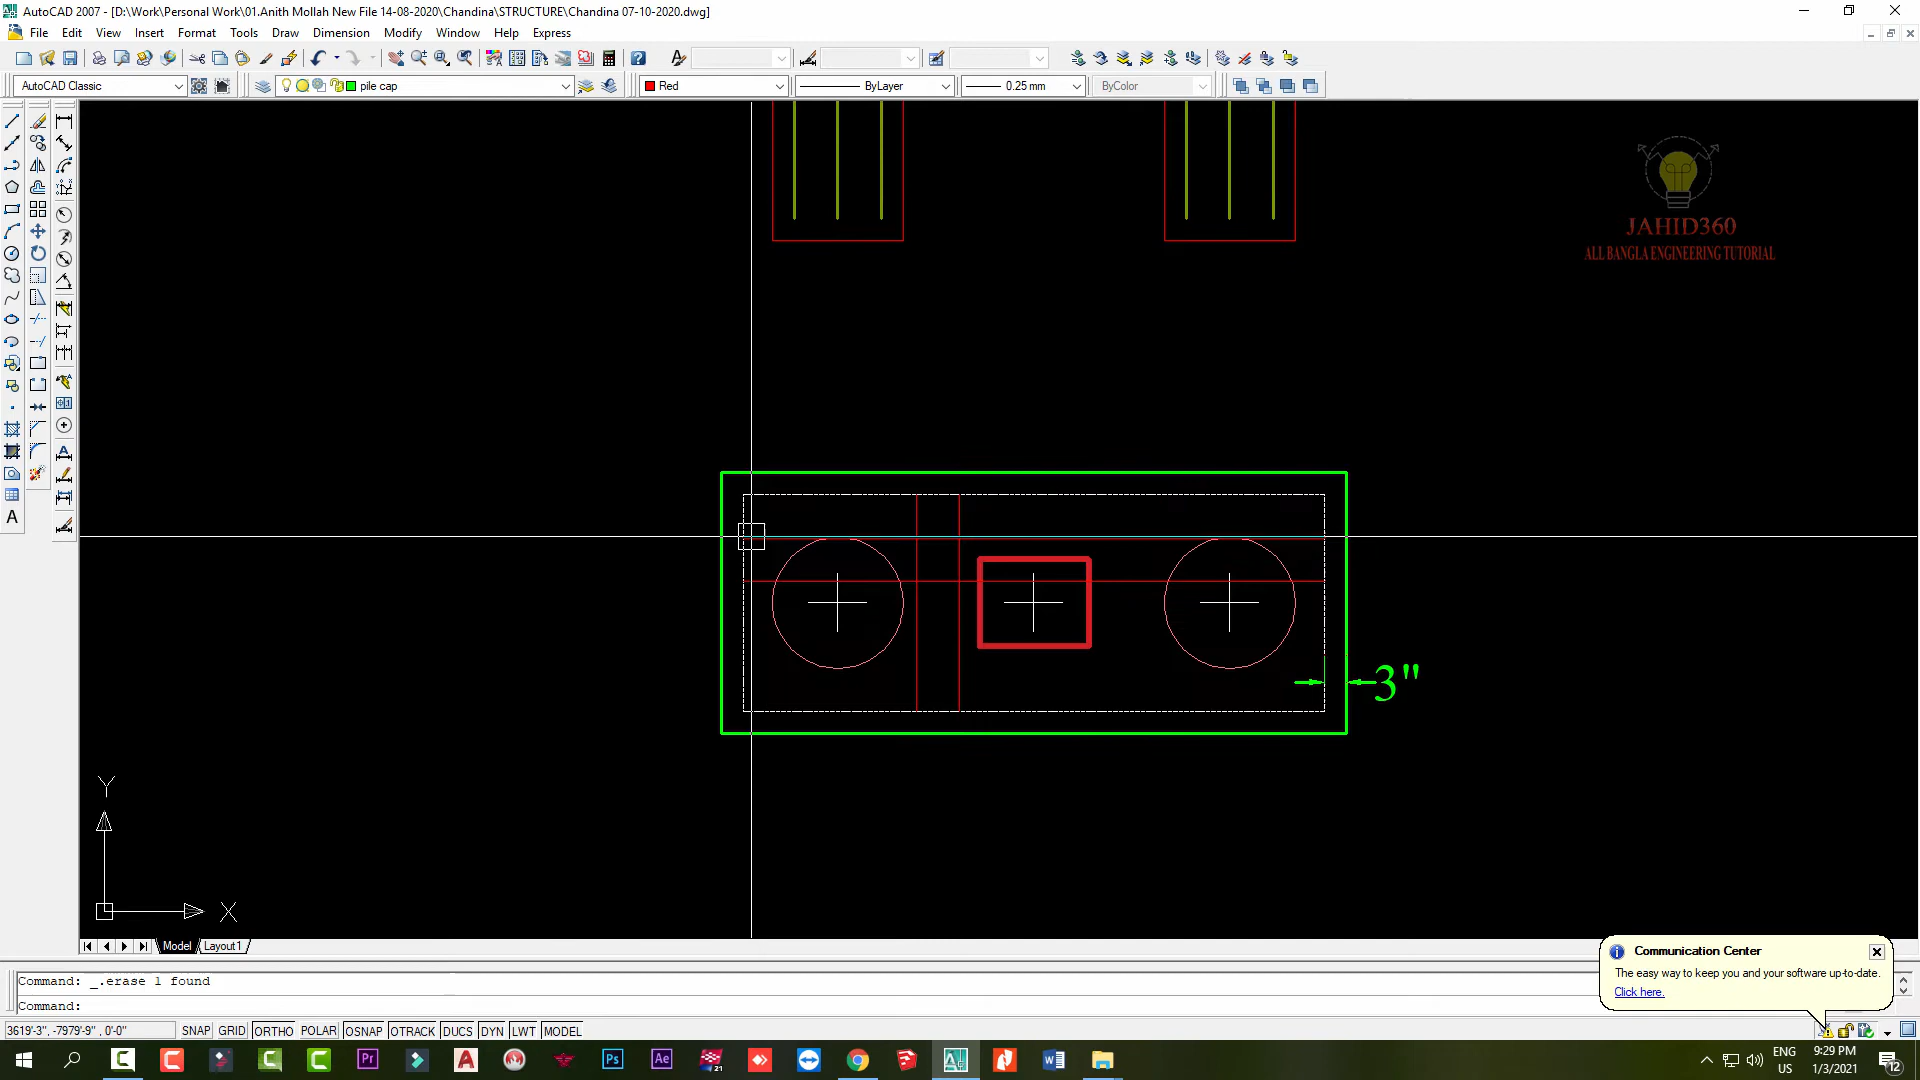 AutoCAD 2007 - [D:\Work\Personal Work\01.Anith Mollah New File 14-08-2020\Chandina\STRUCTURE\Chandina 07-10-2020.dwg]
File Edit View Insert Format Tools Draw Dimension Modify Window Help Express
AutoCAD Classic pile cap Red ByLayer 0.25 mm ByColor
JAHID360
ALL BANGLA ENGINEERING TUTORIAL
3"
Y
X
A
Model Layout1
Command: _.erase 1 found
Command:
Communication Center
The easy way to keep you and your software up-to-date.
Click here.
3619'-3", -7979'-9" , 0'-0" SNAP GRID ORTHO POLAR OSNAP OTRACK DUCS DYN LWT MODEL
Pr Ps Ae 21
ENG
US
9:29 PM
1/3/2021
12